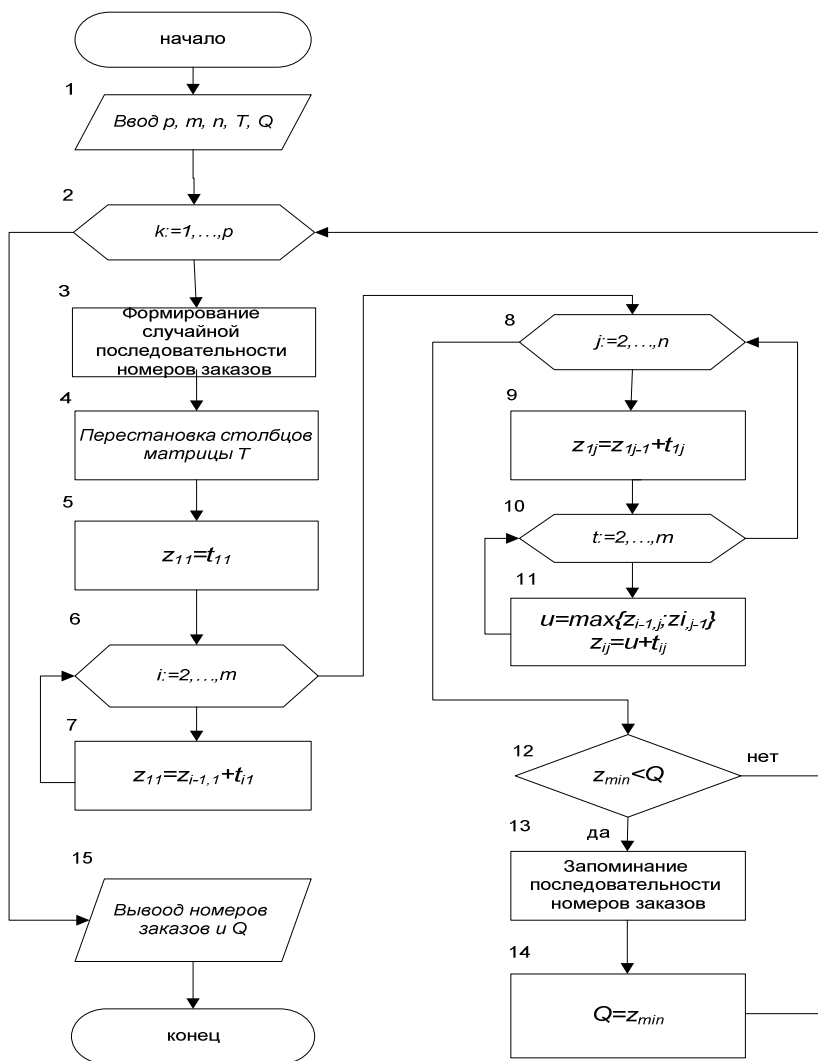 начало
1
Ввод p, m, n, T, Q
2
k:=1,...,p
3
Формирование
случайной
последовательности
номеров заказов
4
Перестановка столбцов
матрицы T
5
z11=t11
6
i:=2,...,m
7
z11=zi-1,1+ti1
8
j:=2,...,n
9
z1j=z1j-1+t1j
10
t:=2,...,m
11
u=max{zi-1,j;zi,j-1}
zij=u+tij
12
zmin<Q
нет
да
13
Запоминание
последовательности
номеров заказов
14
Q=zmin
15
Вывоод номеров
заказов и Q
конец